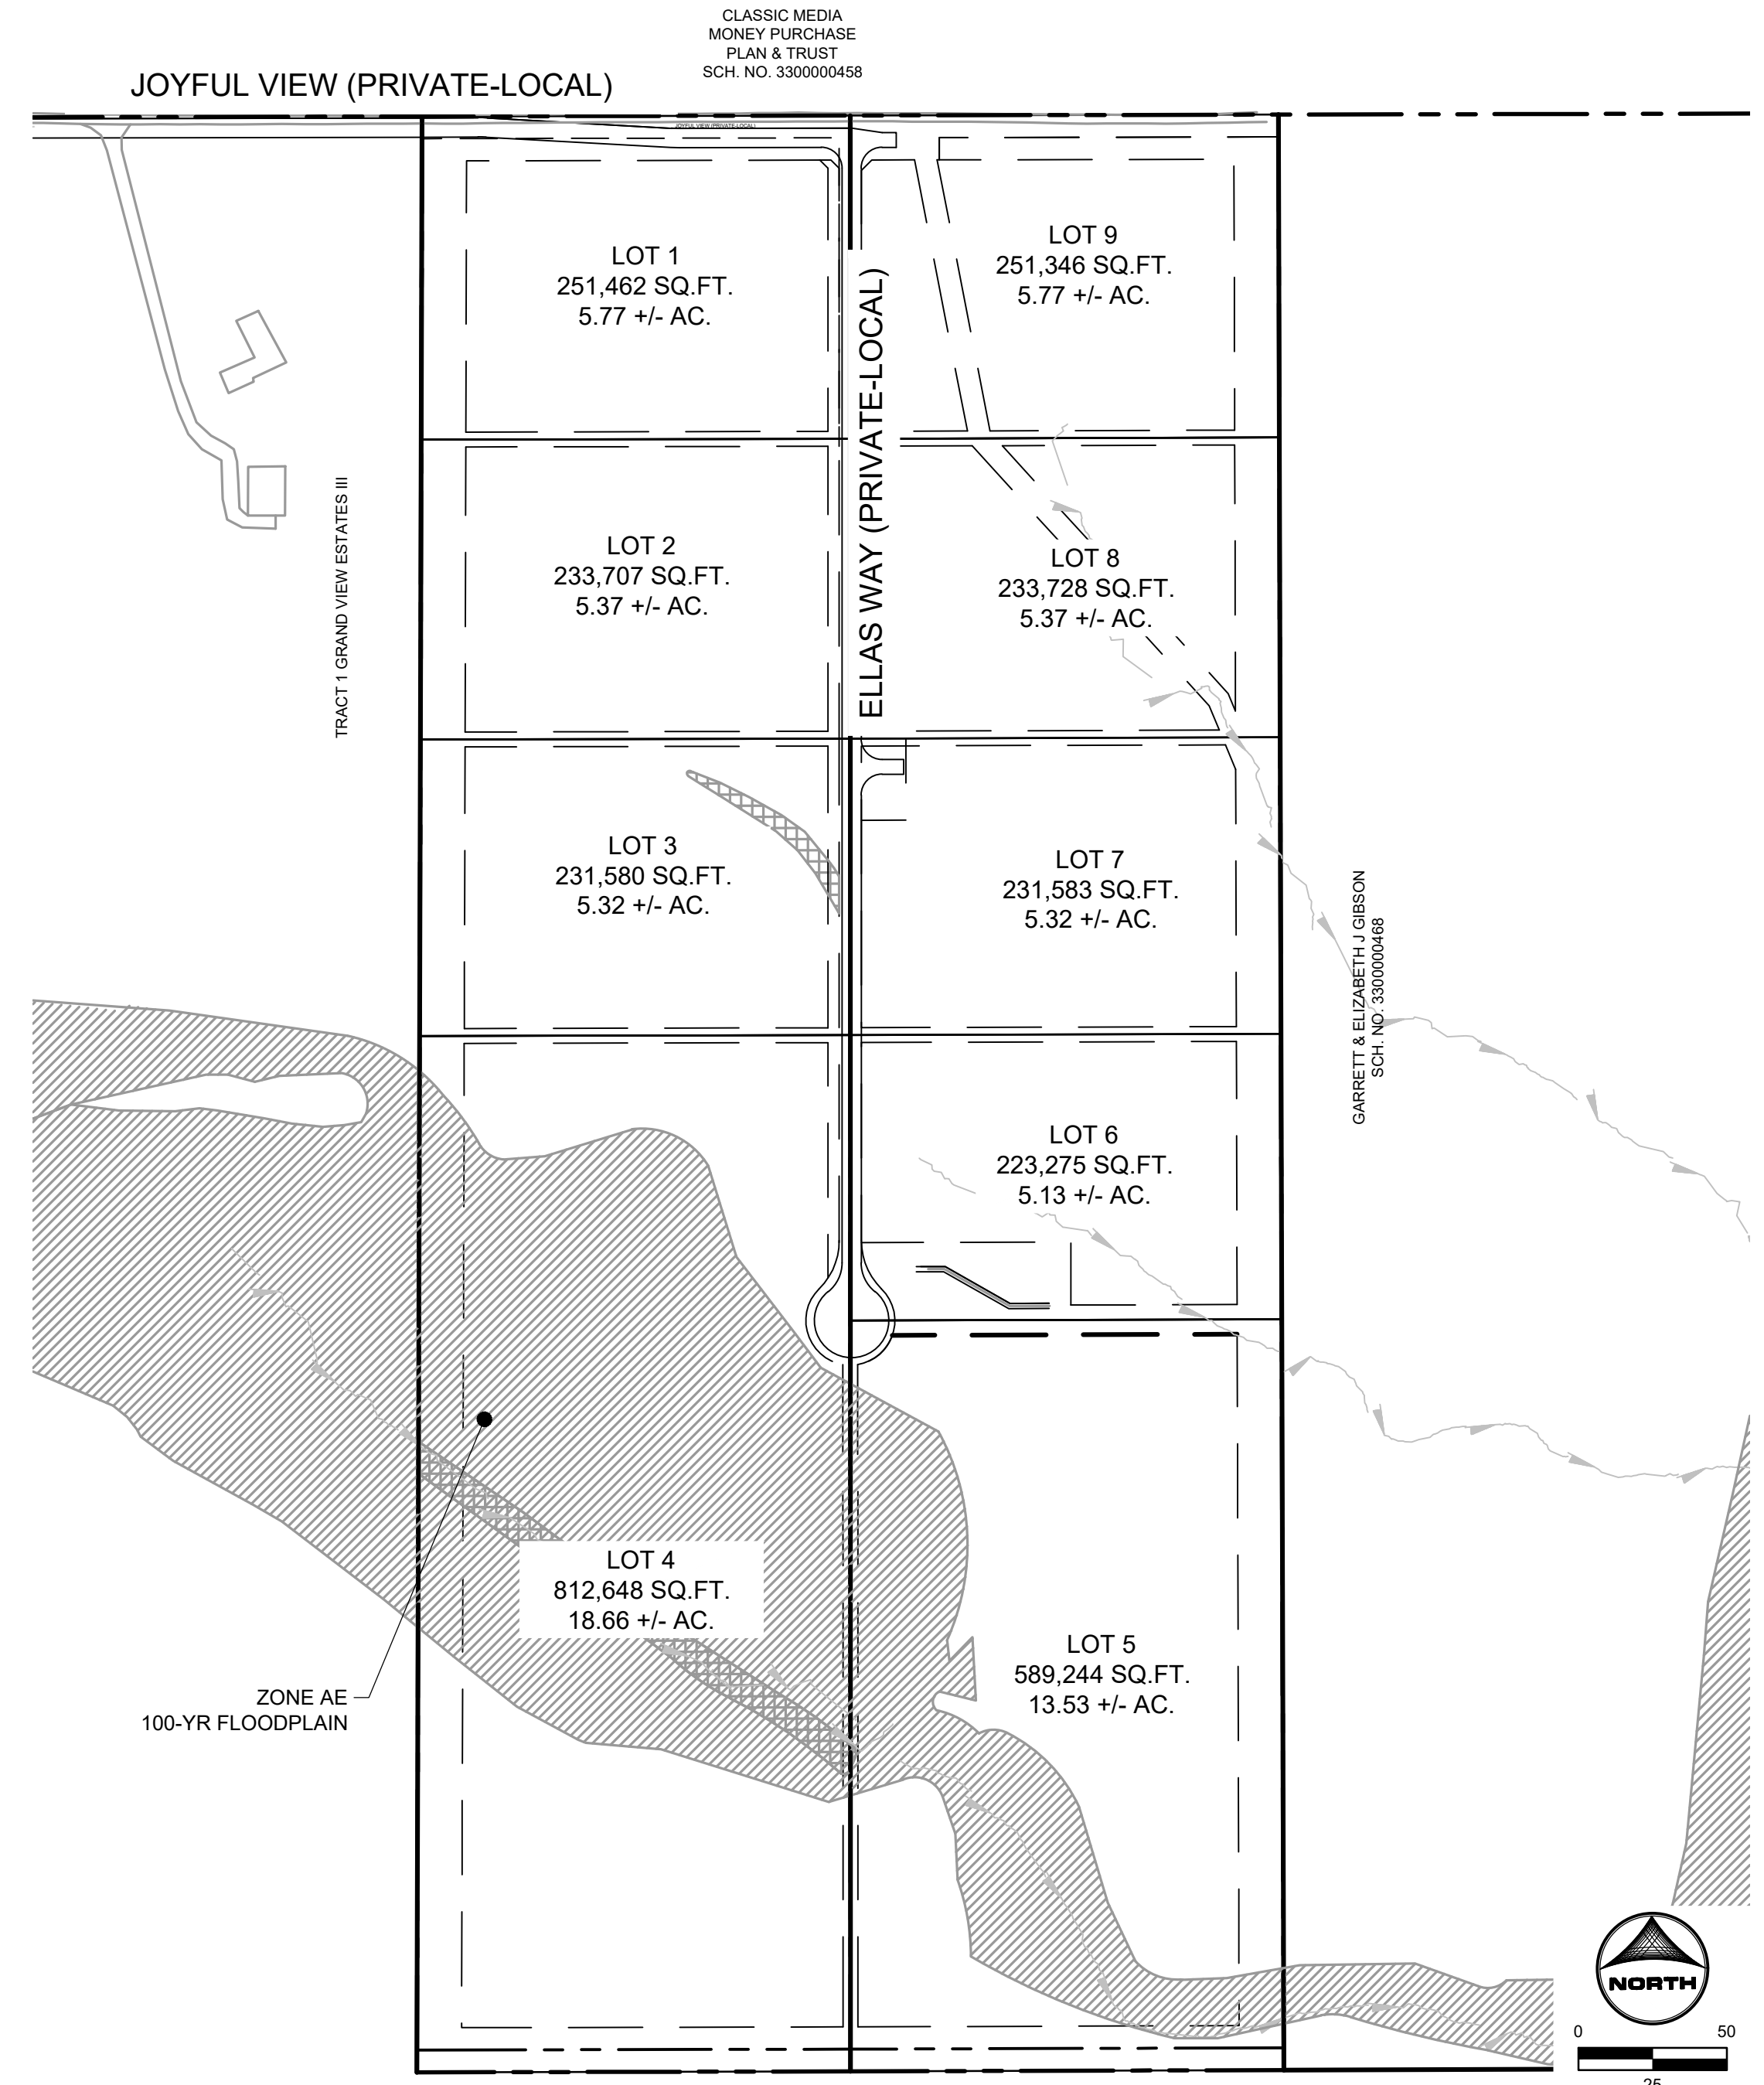 CLASSIC MEDIA
MONEY PURCHASE
PLAN & TRUST
SCH. NO. 3300000458
JOYFUL VIEW (PRIVATE-LOCAL)
JOYFUL VIEW (PRIVATE-LOCAL)
LOT 1
251,462 SQ.FT.
5.77 +/- AC.
LOT 9
251,346 SQ.FT.
5.77 +/- AC.
ELLAS WAY (PRIVATE-LOCAL)
TRACT 1 GRAND VIEW ESTATES III
LOT 2
233,707 SQ.FT.
5.37 +/- AC.
LOT 8
233,728 SQ.FT.
5.37 +/- AC.
LOT 3
231,580 SQ.FT.
5.32 +/- AC.
LOT 7
231,583 SQ.FT.
5.32 +/- AC.
GARRETT & ELIZABETH J GIBSON
SCH. NO. 3300000468
LOT 6
223,275 SQ.FT.
5.13 +/- AC.
LOT 4
812,648 SQ.FT.
18.66 +/- AC.
LOT 5
589,244 SQ.FT.
13.53 +/- AC.
ZONE AE
100-YR FLOODPLAIN
NORTH
0 50
25